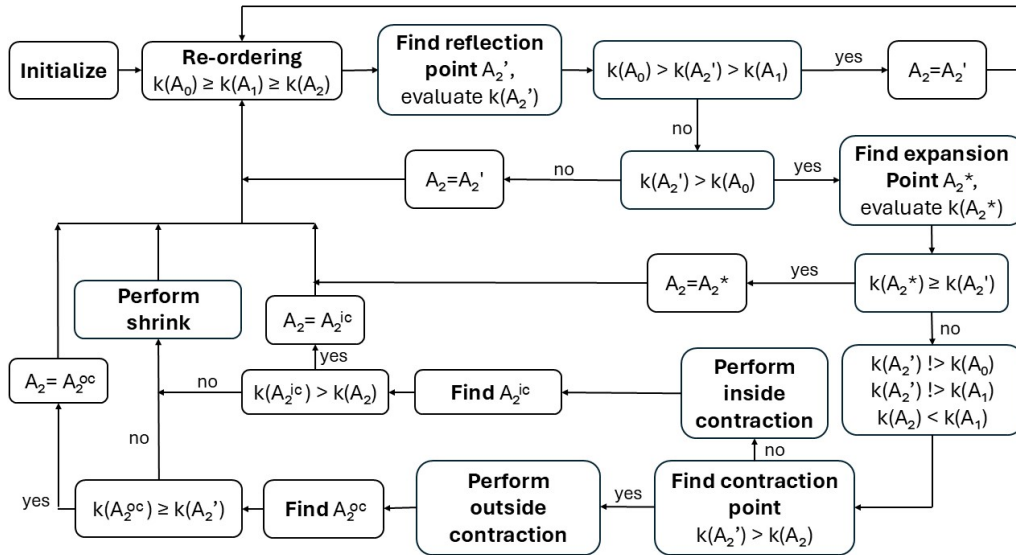 Initialize
Re-ordering
k(A₀) ≥ k(A₁) ≥ k(A₂)
Find reflection
point A₂’,
evaluate k(A₂’)
k(A₀) > k(A₂’) > k(A₁)
yes
A₂=A₂'
no
A₂=A₂'
no
k(A₂’) > k(A₀)
yes
Find expansion
Point A₂*,
evaluate k(A₂*)
A₂=A₂*
yes
k(A₂*) ≥ k(A₂’)
no
Perform
shrink
A₂= A₂ⁱᶜ
yes
A₂= A₂ᵒᶜ
no
k(A₂ⁱᶜ) > k(A₂)
Find A₂ⁱᶜ
Perform
inside
contraction
k(A₂’) !> k(A₀)
k(A₂’) !> k(A₁)
k(A₂) < k(A₁)
no
no
yes
k(A₂ᵒᶜ) ≥ k(A₂’)
Find A₂ᵒᶜ
Perform
outside
contraction
yes
Find contraction
point
k(A₂’) > k(A₂)